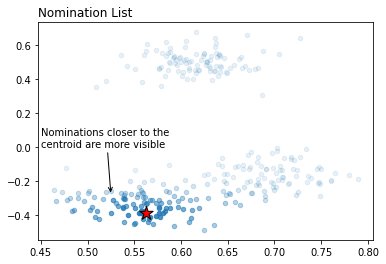 Nomination List
0.6
0.4
0.2
0.0
−0.2
−0.4
Nominations closer to the
centroid are more visible
0.45 0.50 0.55 0.60 0.65 0.70 0.75 0.80